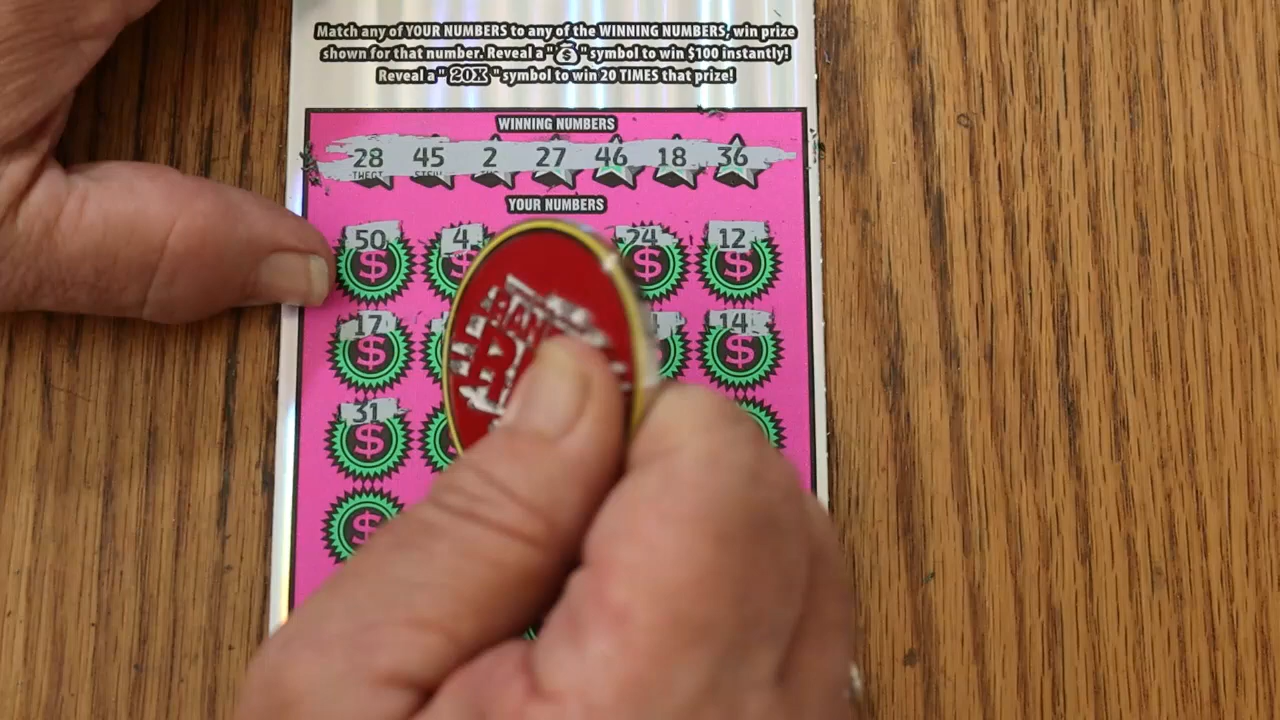 Match any of YOUR NUMBERS to any of the WINNING NUMBERS, win prize
shown for that number. Reveal a " " symbol to win $100 instantly!
Reveal a " 20X " symbol to win 20 TIMES that prize!
WINNING NUMBERS
28 45 2 27 46 18 36
YOUR NUMBERS
50 4 24 12
17 14
31